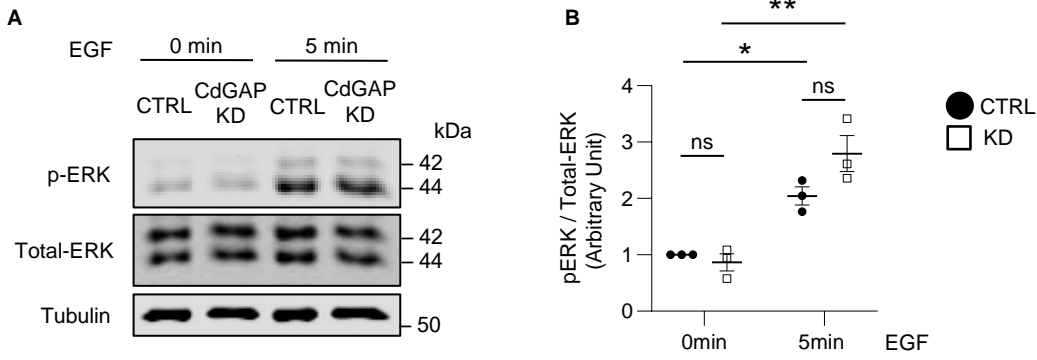 A
EGF
0 min
5 min
CTRL
CdGAP
KD
CTRL
CdGAP
KD
kDa
p-ERK
42
44
Total-ERK
42
44
Tubulin
50
B
**
*
ns
ns
pERK / Total-ERK
(Arbitrary Unit)
4
3
2
1
0
0min
5min
EGF
CTRL
KD